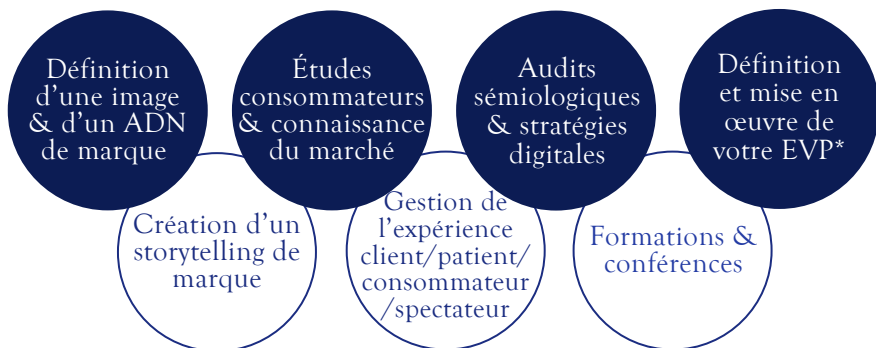 Définition
d'une image
& d'un ADN
de marque
Études
consommateurs
& connaissance
du marché
Audits
sémiologiques
& stratégies
digitales
Définition
et mise en
œuvre de
votre EVP*
Création d'un
storytelling de
marque
Gestion de
l'expérience
client/patient/
consommateur
/spectateur
Formations &
conférences